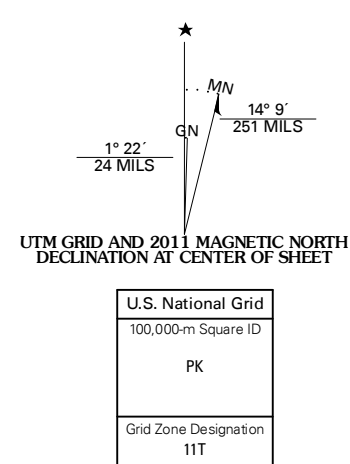 MN
GN
14° 9´
251 MILS
1° 22´
24 MILS
UTM GRID AND 2011 MAGNETIC NORTH
DECLINATION AT CENTER OF SHEET
U.S. National Grid
100,000-m Square ID
PK
Grid Zone Designation
11T